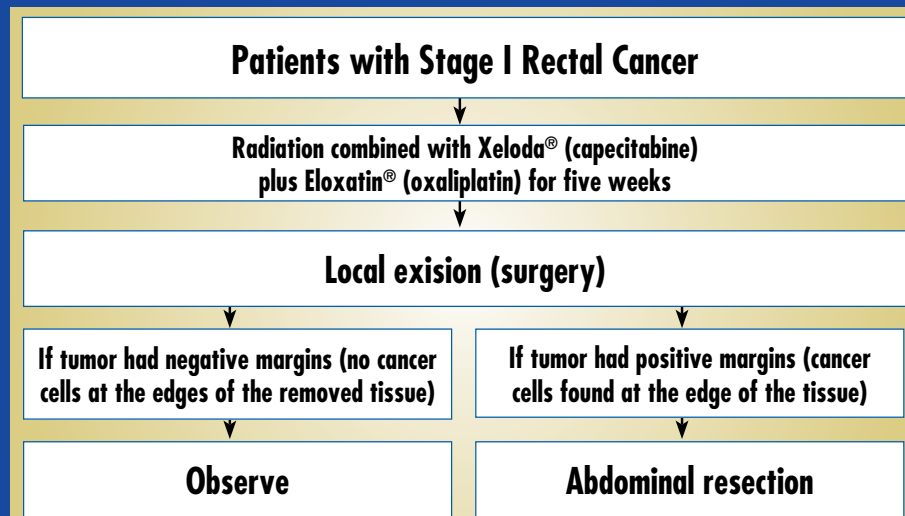 Patients with Stage I Rectal Cancer
Radiation combined with Xeloda® (capecitabine)
plus Eloxatin® (oxaliplatin) for five weeks
Local exision (surgery)
If tumor had negative margins (no cancer
cells at the edges of the removed tissue)
If tumor had positive margins (cancer
cells found at the edge of the tissue)
Observe
Abdominal resection